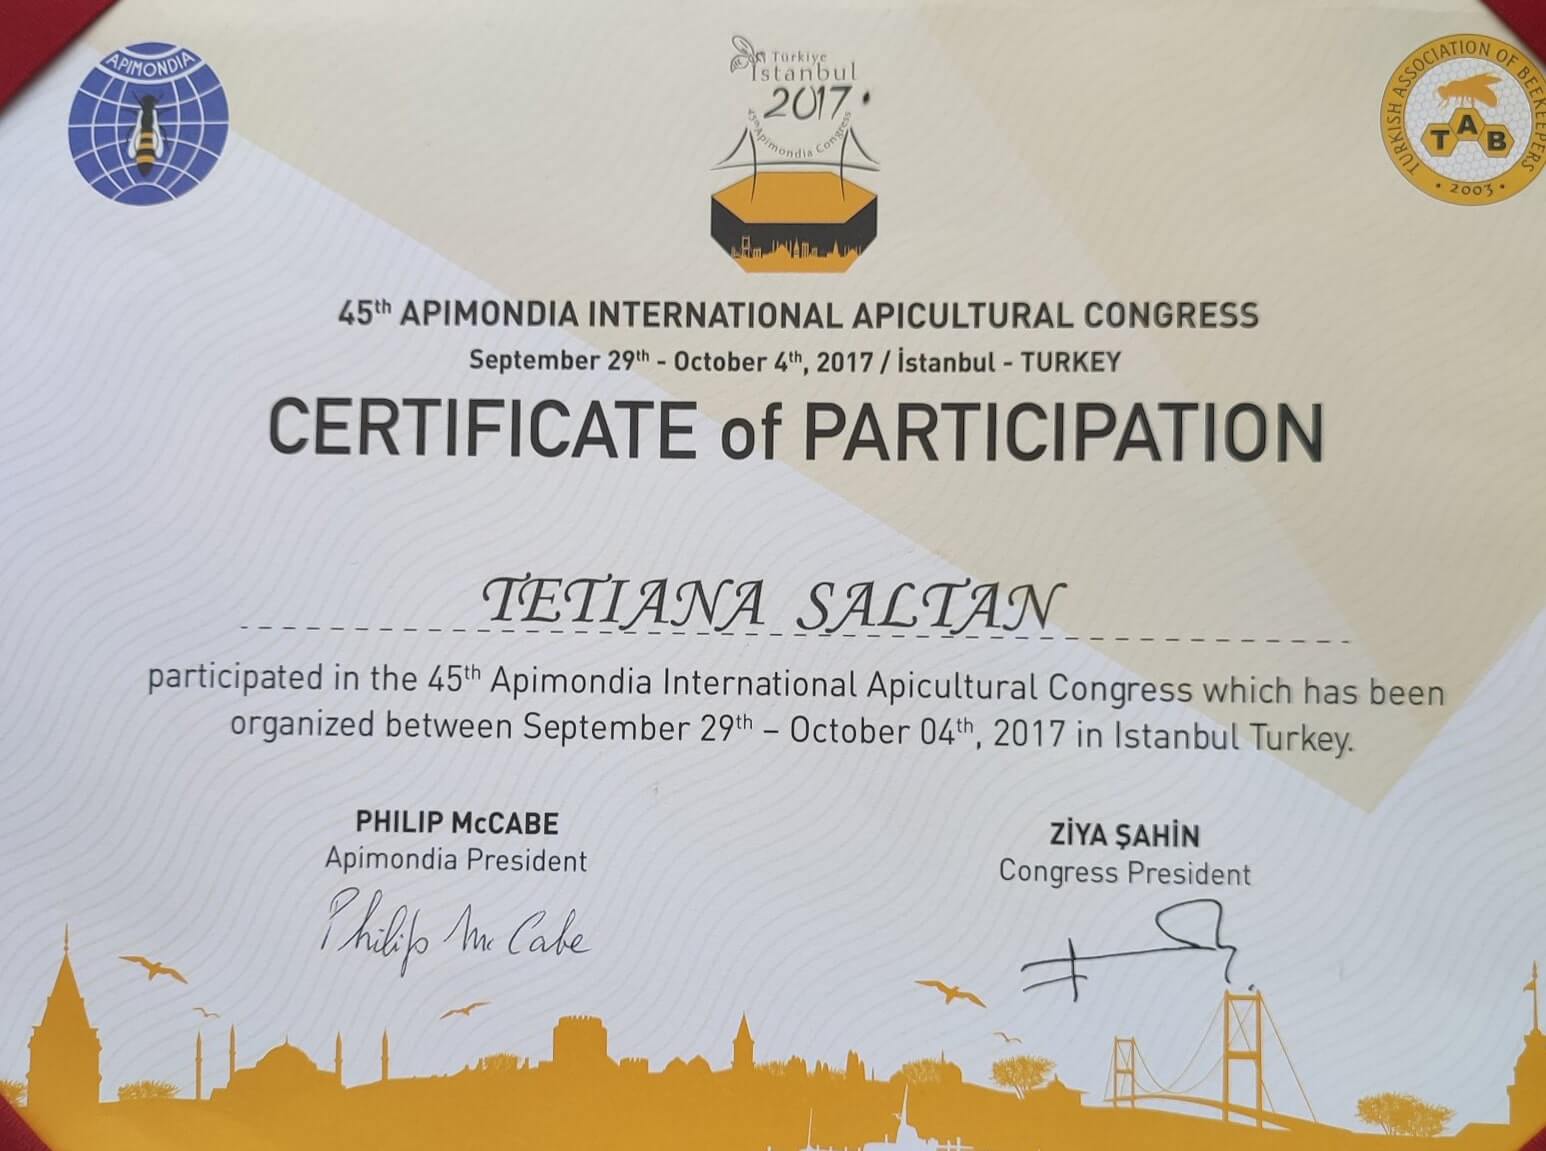 APIMONDIA
Türkiye
İstanbul
2017
45th Apimondia Congress
TURKISH ASSOCIATION OF BEEKEEPERS
TAB
• 2003 •
45th APIMONDIA INTERNATIONAL APICULTURAL CONGRESS
September 29th - October 4th, 2017 / İstanbul - TURKEY
CERTIFICATE of PARTICIPATION
TETIANA SALTAN
participated in the 45th Apimondia International Apicultural Congress which has been
organized between September 29th – October 04th, 2017 in Istanbul Turkey.
PHILIP McCABE
Apimondia President
Philip Mc Cabe
ZİYA ŞAHİN
Congress President